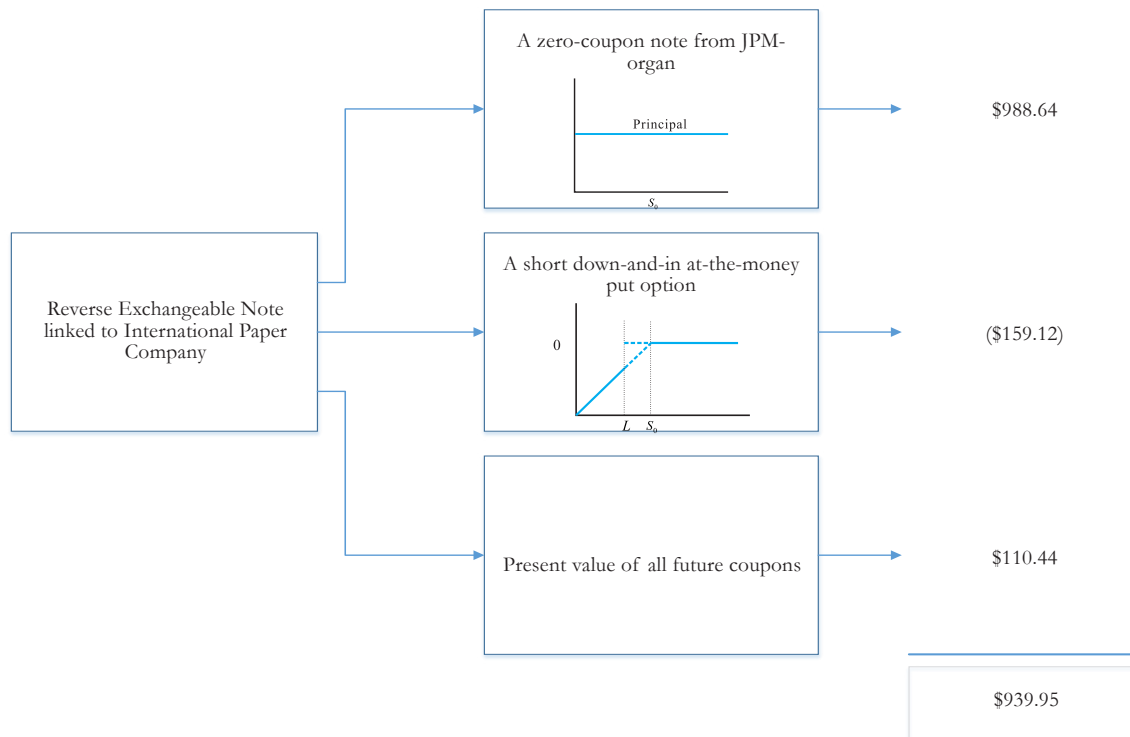 A zero-coupon note from JPM-
organ
Principal
S₀
$988.64
Reverse Exchangeable Note
linked to International Paper
Company
A short down-and-in at-the-money
put option
0
L S₀
($159.12)
Present value of all future coupons
$110.44
$939.95